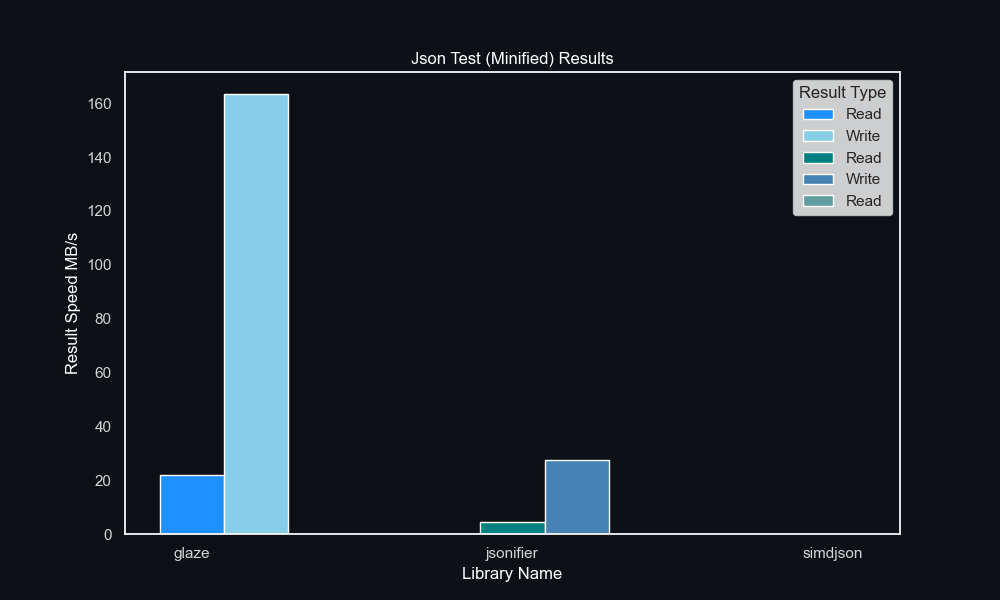 Json Test (Minified) Results
Result Type
Read
Write
Read
Write
Read
160
140
120
100
80
60
40
20
0
Result Speed MB/s
glaze
jsonifier
simdjson
Library Name